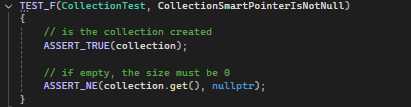 TEST_F(CollectionTest, CollectionSmartPointerIsNotNull)
{
// is the collection created
ASSERT_TRUE(collection);
// if empty, the size must be 0
ASSERT_NE(collection.get(), nullptr);
}